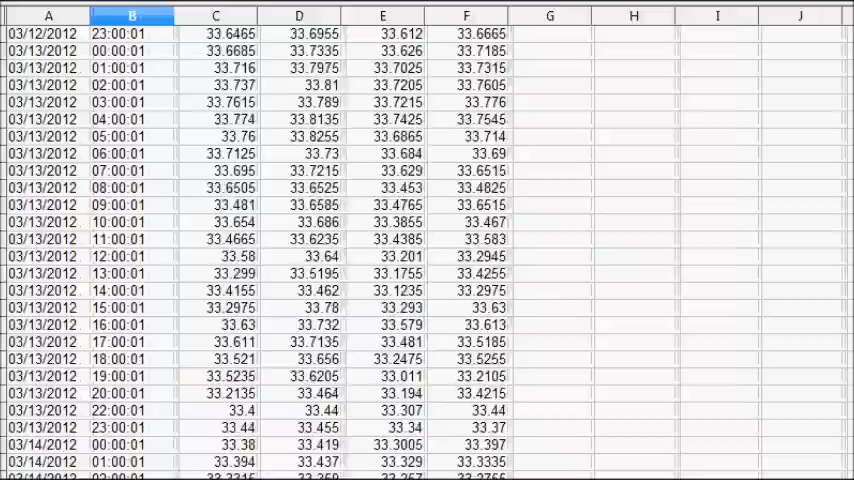 A B C D E F G H I J
03/12/2012 23:00:01 33.6465 33.6955 33.612 33.6665
03/13/2012 00:00:01 33.6685 33.7335 33.626 33.7185
03/13/2012 01:00:01 33.716 33.7975 33.7025 33.7315
03/13/2012 02:00:01 33.737 33.81 33.7205 33.7605
03/13/2012 03:00:01 33.7615 33.789 33.7215 33.776
03/13/2012 04:00:01 33.774 33.8135 33.7425 33.7545
03/13/2012 05:00:01 33.76 33.8255 33.6865 33.714
03/13/2012 06:00:01 33.7125 33.73 33.684 33.69
03/13/2012 07:00:01 33.695 33.7215 33.629 33.6515
03/13/2012 08:00:01 33.6505 33.6525 33.453 33.4825
03/13/2012 09:00:01 33.481 33.6585 33.4765 33.6515
03/13/2012 10:00:01 33.654 33.686 33.3855 33.467
03/13/2012 11:00:01 33.4665 33.6235 33.4385 33.583
03/13/2012 12:00:01 33.58 33.64 33.201 33.2945
03/13/2012 13:00:01 33.299 33.5195 33.1755 33.4255
03/13/2012 14:00:01 33.4155 33.462 33.1235 33.2975
03/13/2012 15:00:01 33.2975 33.78 33.293 33.63
03/13/2012 16:00:01 33.63 33.732 33.579 33.613
03/13/2012 17:00:01 33.611 33.7135 33.481 33.5185
03/13/2012 18:00:01 33.521 33.656 33.2475 33.5255
03/13/2012 19:00:01 33.5235 33.6205 33.011 33.2105
03/13/2012 20:00:01 33.2135 33.464 33.194 33.4215
03/13/2012 22:00:01 33.4 33.44 33.307 33.44
03/13/2012 23:00:01 33.44 33.455 33.34 33.37
03/14/2012 00:00:01 33.38 33.419 33.3005 33.397
03/14/2012 01:00:01 33.394 33.437 33.329 33.3335